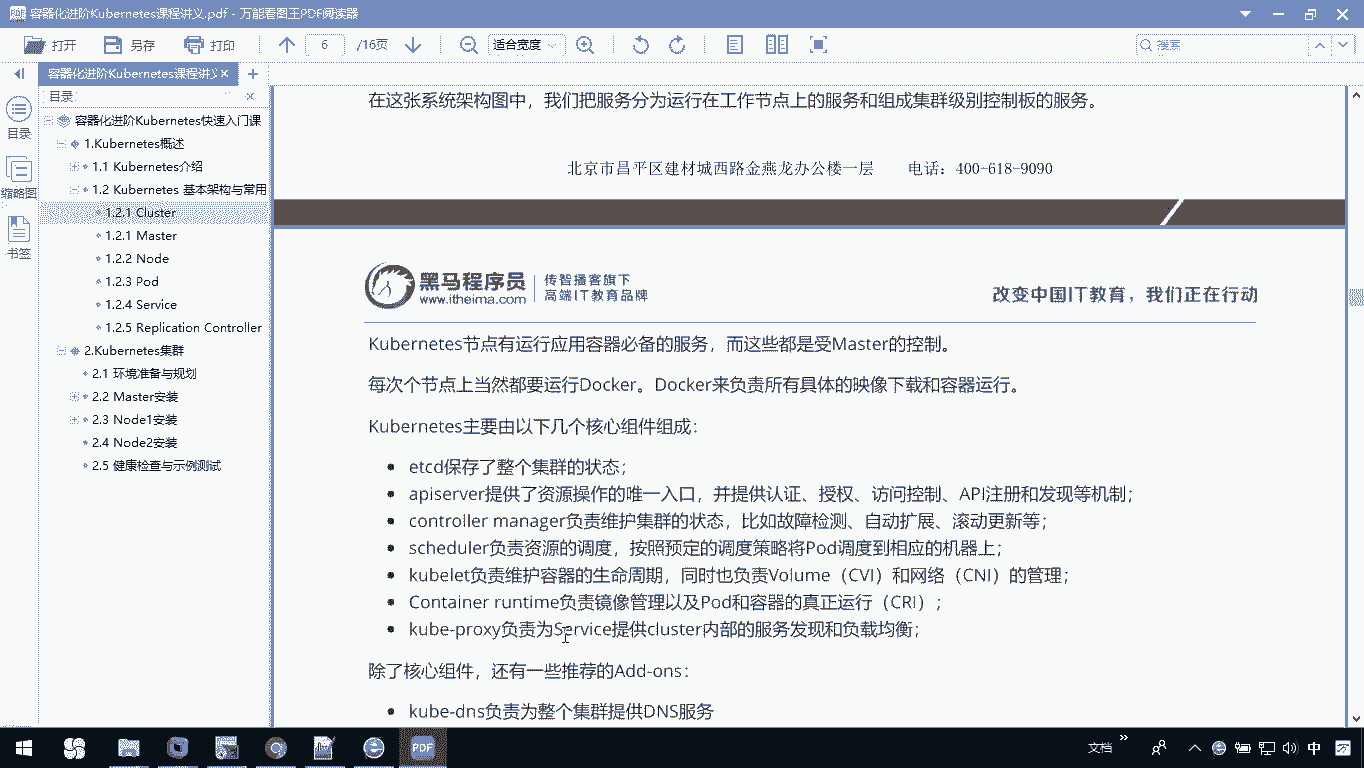 容器化进阶Kubernetes课程讲义.pdf - 万能看图王PDF阅读器
打开
另存
打印
6
/16页
适合宽度
搜索
容器化进阶Kubernetes课程讲义
目录
缩略图
书签
目录
容器化进阶Kubernetes快速入门课
1.Kubernetes概述
1.1 Kubernetes介绍
1.2 Kubernetes 基本架构与常用
1.2.1 Cluster
1.2.1 Master
1.2.2 Node
1.2.3 Pod
1.2.4 Service
1.2.5 Replication Controller
2.Kubernetes集群
2.1 环境准备与规划
2.2 Master安装
2.3 Node1安装
2.4 Node2安装
2.5 健康检查与示例测试
在这张系统架构图中，我们把服务分为运行在工作节点上的服务和组成集群级别控制板的服务。
北京市昌平区建材城西路金燕龙办公楼一层 电话：400-618-9090
黑马程序员
www.itheima.com
传智播客旗下
高端IT教育品牌
改变中国IT教育，我们正在行动
Kubernetes节点有运行应用容器必备的服务，而这些都是受Master的控制。
每次个节点上当然都要运行Docker。Docker来负责所有具体的映像下载和容器运行。
Kubernetes主要由以下几个核心组件组成：
• etcd保存了整个集群的状态；
• apiserver提供了资源操作的唯一入口，并提供认证、授权、访问控制、API注册和发现等机制；
• controller manager负责维护集群的状态，比如故障检测、自动扩展、滚动更新等；
• scheduler负责资源的调度，按照预定的调度策略将Pod调度到相应的机器上；
• kubelet负责维护容器的生命周期，同时也负责Volume（CVI）和网络（CNI）的管理；
• Container runtime负责镜像管理以及Pod和容器的真正运行（CRI）；
• kube-proxy负责为Service提供cluster内部的服务发现和负载均衡；
除了核心组件，还有一些推荐的Add-ons：
• kube-dns负责为整个集群提供DNS服务
PDF
文档
中